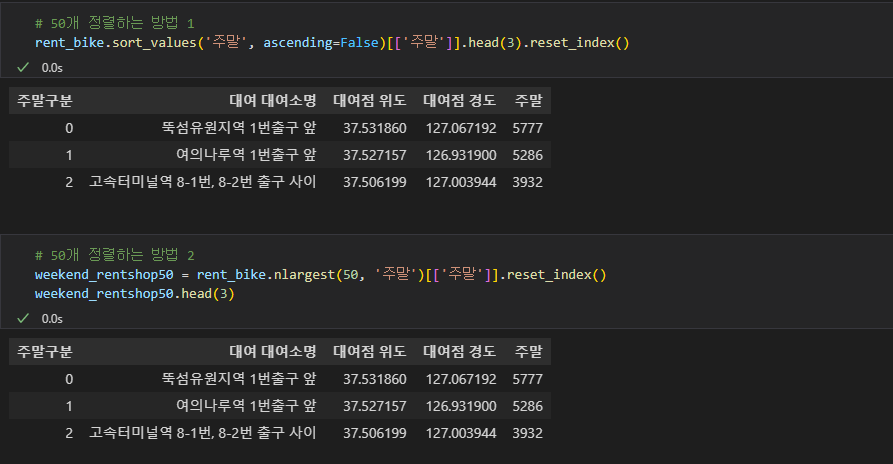 # 50개 정렬하는 방법 1
rent_bike.sort_values('주말', ascending=False)[['주말']].head(3).reset_index()
0.0s
주말구분 대여 대여소명 대여점 위도 대여점 경도 주말
0 뚝섬유원지역 1번출구 앞 37.531860 127.067192 5777
1 여의나루역 1번출구 앞 37.527157 126.931900 5286
2 고속터미널역 8-1번, 8-2번 출구 사이 37.506199 127.003944 3932
# 50개 정렬하는 방법 2
weekend_rentshop50 = rent_bike.nlargest(50, '주말')[['주말']].reset_index()
weekend_rentshop50.head(3)
0.0s
주말구분 대여 대여소명 대여점 위도 대여점 경도 주말
0 뚝섬유원지역 1번출구 앞 37.531860 127.067192 5777
1 여의나루역 1번출구 앞 37.527157 126.931900 5286
2 고속터미널역 8-1번, 8-2번 출구 사이 37.506199 127.003944 3932